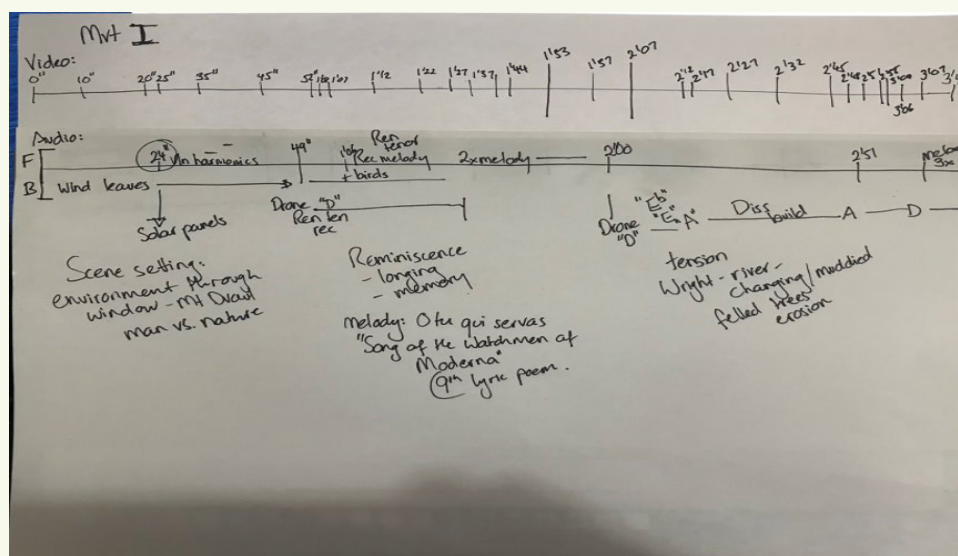 Mvt I
Video:
0" 10" 20" 25" 35" 45" 1'12 1'22 1'27 1'37 1'44 1'53 1'57 2'07 2'12 2'17 2'27 2'32 2'45 3'06 3'07
Audio:
F 24" Vln harmonics 49" Rec melody Ren tenor 2x melody 2'00 2'51
+ birds
B Wind leaves
Solar panels
Drone "D"
Ren ten
rec
Drone "D" "Eb" "E" "A" Diss build A D
Scene setting:
environment through
window - Mt Druitt
man vs. nature
Reminiscence
- longing
- memory
melody: O tu qui servas
"Song of the Watchmen of
Moderna"
9th lyric poem.
tension
Wright - river -
changing/muddied
felled trees
erosion